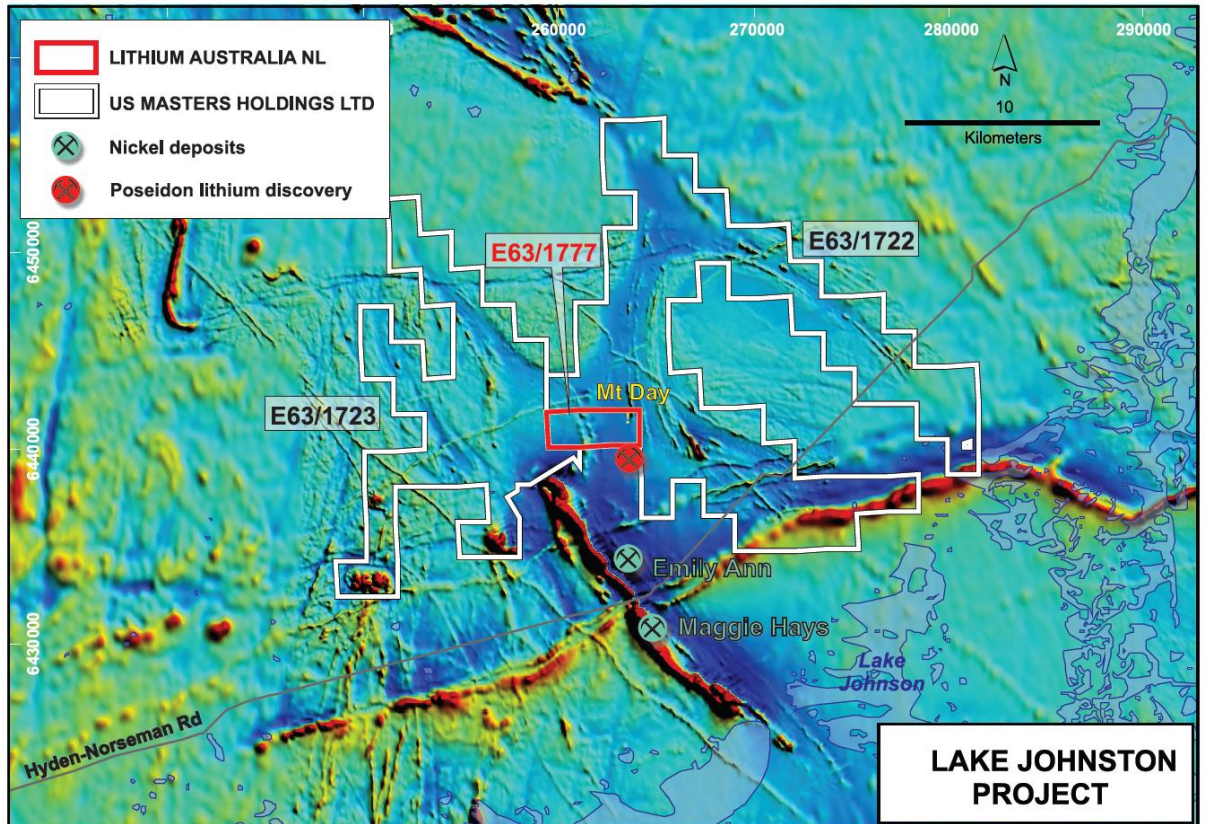 LITHIUM AUSTRALIA NL
US MASTERS HOLDINGS LTD
Nickel deposits
Poseidon lithium discovery
260000
270000
280000
290000
N
10
Kilometers
6450000
6440000
6430000
E63/1777
E63/1722
Mt Day
E63/1723
Emily Ann
Maggie Hays
Lake
Johnson
Hyden-Norseman Rd
LAKE JOHNSTON
PROJECT